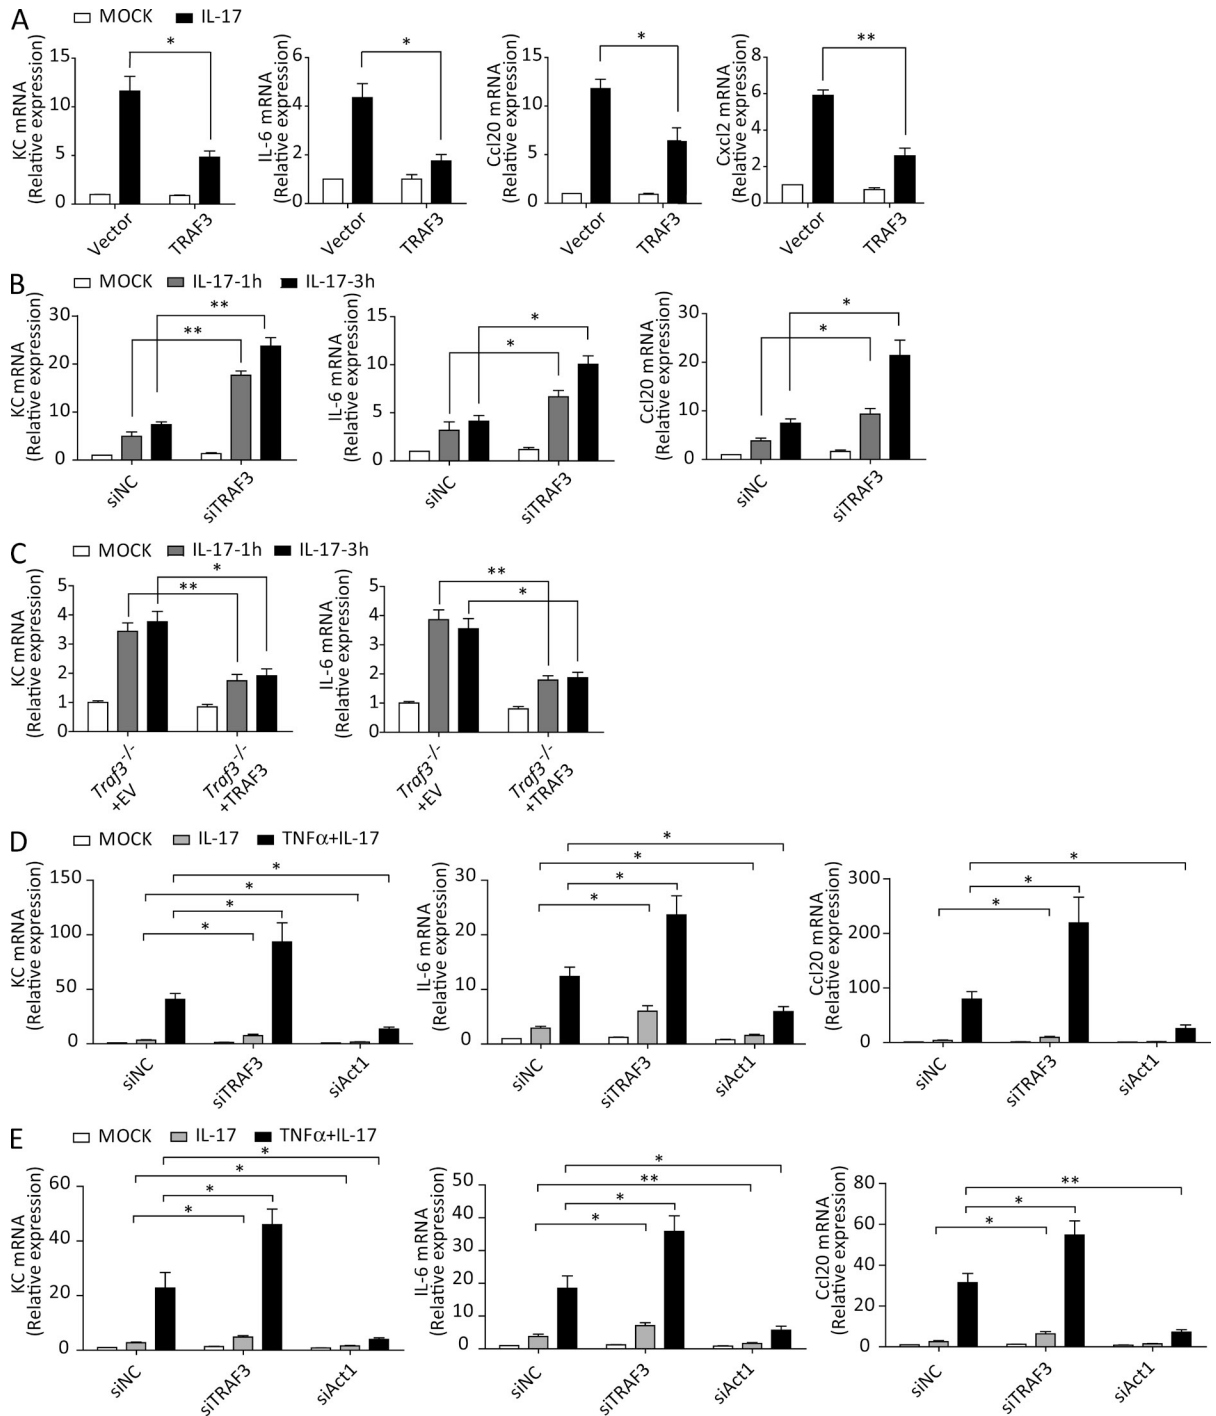 A
MOCK IL-17
KC mRNA
(Relative expression)
15
10
5
0
*
Vector
TRAF3
IL-6 mRNA
(Relative expression)
6
4
2
0
*
Vector
TRAF3
Ccl20 mRNA
(Relative expression)
15
10
5
0
*
Vector
TRAF3
Cxcl2 mRNA
(Relative expression)
8
6
4
2
0
**
Vector
TRAF3
B
MOCK IL-17-1h IL-17-3h
KC mRNA
(Relative expression)
30
20
10
0
**
**
siNC
siTRAF3
IL-6 mRNA
(Relative expression)
15
10
5
0
*
*
siNC
siTRAF3
Ccl20 mRNA
(Relative expression)
30
20
10
0
*
*
siNC
siTRAF3
C
MOCK IL-17-1h IL-17-3h
KC mRNA
(Relative expression)
5
4
3
2
1
0
*
**
Traf3-/-
+EV
Traf3-/-
+TRAF3
IL-6 mRNA
(Relative expression)
5
4
3
2
1
0
**
*
Traf3-/-
+EV
Traf3-/-
+TRAF3
D
MOCK IL-17 TNFα+IL-17
KC mRNA
(Relative expression)
150
100
50
0
*
*
*
*
siNC
siTRAF3
siAct1
IL-6 mRNA
(Relative expression)
30
20
10
0
*
*
*
*
siNC
siTRAF3
siAct1
Ccl20 mRNA
(Relative expression)
300
200
100
0
*
*
*
siNC
siTRAF3
siAct1
E
MOCK IL-17 TNFα+IL-17
KC mRNA
(Relative expression)
60
40
20
0
*
*
*
*
siNC
siTRAF3
siAct1
IL-6 mRNA
(Relative expression)
50
40
30
20
10
0
*
**
*
*
siNC
siTRAF3
siAct1
Ccl20 mRNA
(Relative expression)
80
60
40
20
0
**
*
*
siNC
siTRAF3
siAct1